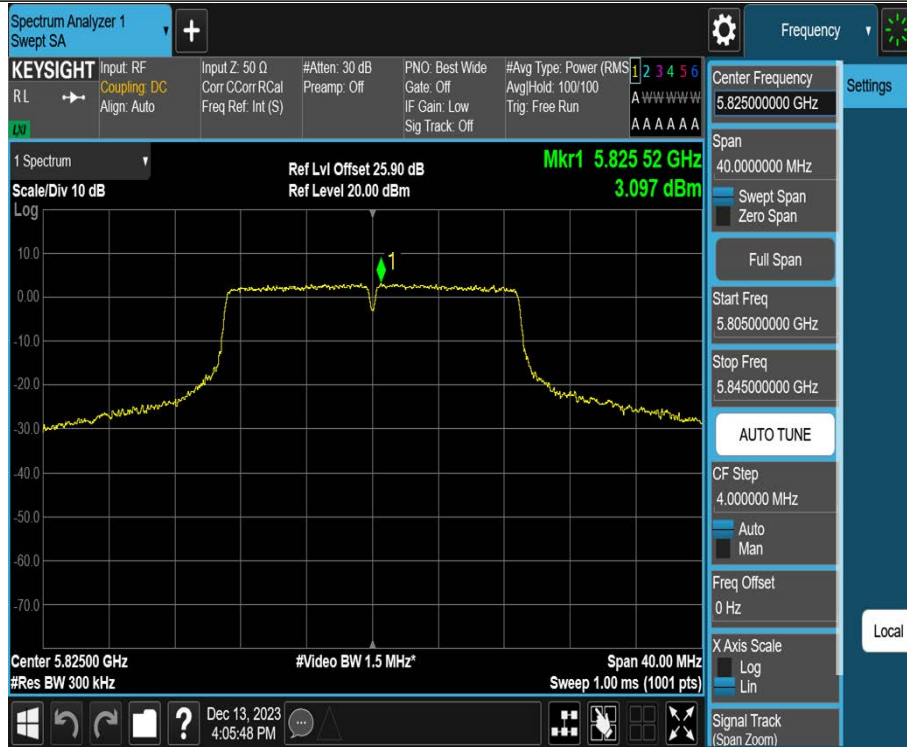 Spectrum Analyzer 1
Swept SA
+
Frequency
KEYSIGHT
R L
LXI
Input: RF
Coupling: DC
Align: Auto
Input Z: 50 Ω
Corr CCorr RCal
Freq Ref: Int (S)
#Atten: 30 dB
Preamp: Off
PNO: Best Wide
Gate: Off
IF Gain: Low
Sig Track: Off
#Avg Type: Power (RMS
Avg|Hold: 100/100
Trig: Free Run
1 2 3 4 5 6
A W W W W W
A A A A A A
Center Frequency
5.825000000 GHz
Settings
Span
40.0000000 MHz
Swept Span
Zero Span
Full Span
Start Freq
5.805000000 GHz
Stop Freq
5.845000000 GHz
AUTO TUNE
CF Step
4.000000 MHz
Auto
Man
Freq Offset
0 Hz
X Axis Scale
Log
Lin
Signal Track
(Span Zoom)
Local
1 Spectrum
Scale/Div 10 dB
Log
Ref Lvl Offset 25.90 dB
Ref Level 20.00 dBm
Mkr1 5.825 52 GHz
3.097 dBm
1
10.0
0.00
-10.0
-20.0
-30.0
-40.0
-50.0
-60.0
-70.0
Center 5.82500 GHz
#Res BW 300 kHz
#Video BW 1.5 MHz*
Span 40.00 MHz
Sweep 1.00 ms (1001 pts)
?
Dec 13, 2023
4:05:48 PM